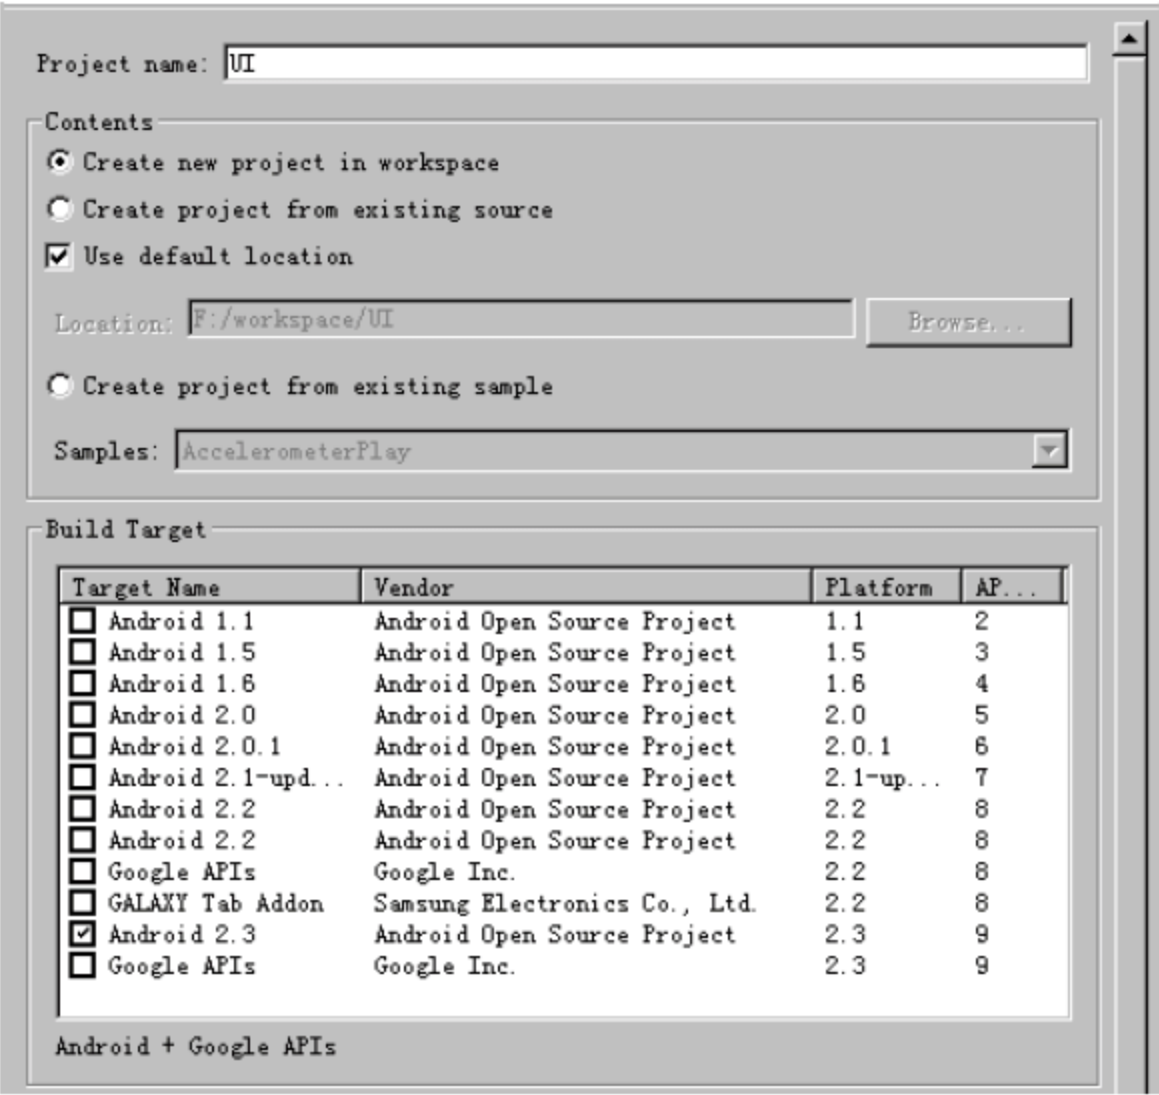 Project name: UI
Contents
Create new project in workspace
Create project from existing source
Use default location
Location: F:/workspace/UI Browse...
Create project from existing sample
Samples: AccelerometerPlay
Build Target
Target Name Vendor Platform AP...
Android 1.1 Android Open Source Project 1.1 2
Android 1.5 Android Open Source Project 1.5 3
Android 1.6 Android Open Source Project 1.6 4
Android 2.0 Android Open Source Project 2.0 5
Android 2.0.1 Android Open Source Project 2.0.1 6
Android 2.1-upd... Android Open Source Project 2.1-up... 7
Android 2.2 Android Open Source Project 2.2 8
Android 2.2 Android Open Source Project 2.2 8
Google APIs Google Inc. 2.2 8
GALAXY Tab Addon Samsung Electronics Co., Ltd. 2.2 8
Android 2.3 Android Open Source Project 2.3 9
Google APIs Google Inc. 2.3 9
Android + Google APIs